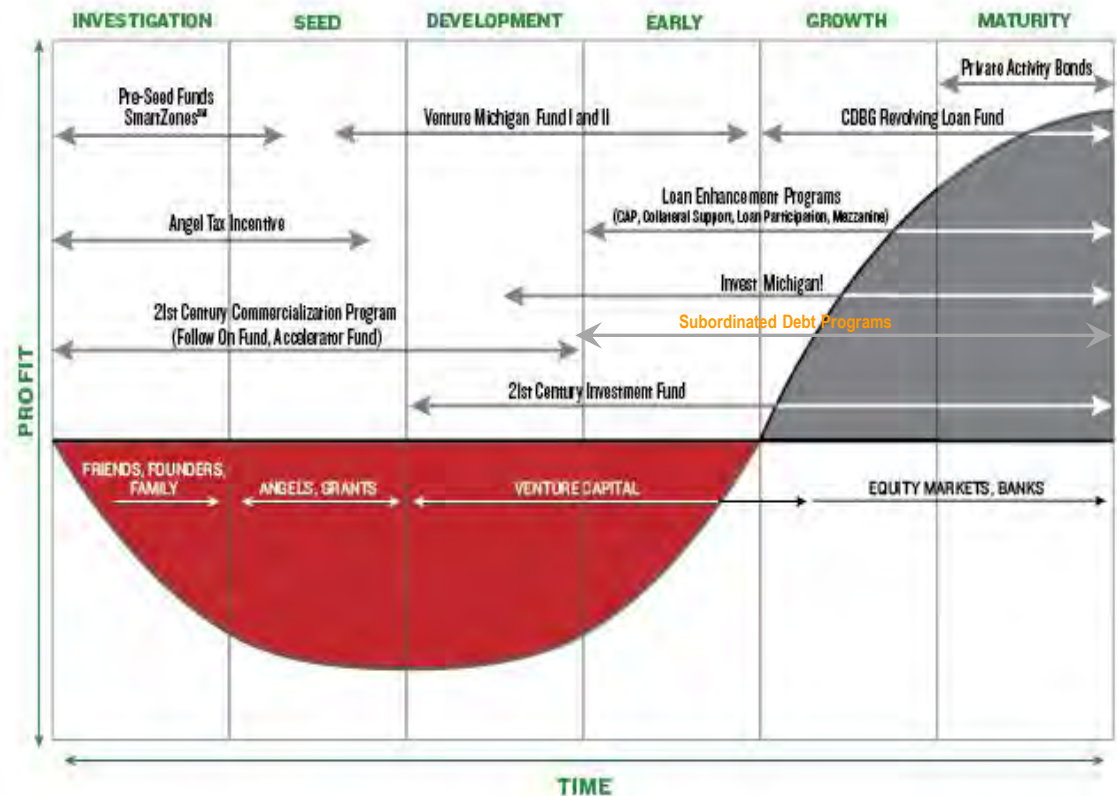 INVESTIGATION SEED DEVELOPMENT EARLY GROWTH MATURITY
Private Activity Bonds
Pre-Seed Funds
SmartZones℠
Venture Michigan Fund I and II
CDBG Revolving Loan Fund
Loan Enhancement Programs
(CAP, Collateral Support, Loan Participation, Mezzanine)
Angel Tax Incentive
Invest Michigan!
21st Century Commercialization Program
(Follow On Fund, Accelerator Fund)
Subordinated Debt Programs
21st Century Investment Fund
PROFIT
FRIENDS, FOUNDERS,
FAMILY
ANGELS, GRANTS
VENTURE CAPITAL
EQUITY MARKETS, BANKS
TIME